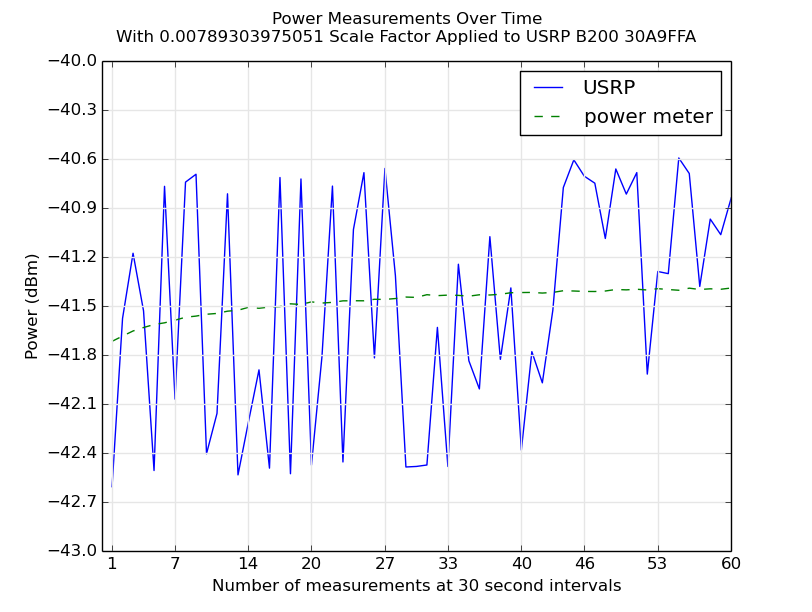 Power Measurements Over Time
With 0.00789303975051 Scale Factor Applied to USRP B200 30A9FFA
USRP
power meter
Power (dBm)
−40.0
−40.3
−40.6
−40.9
−41.2
−41.5
−41.8
−42.1
−42.4
−42.7
−43.0
1 7 14 20 27 33 40 46 53 60
Number of measurements at 30 second intervals